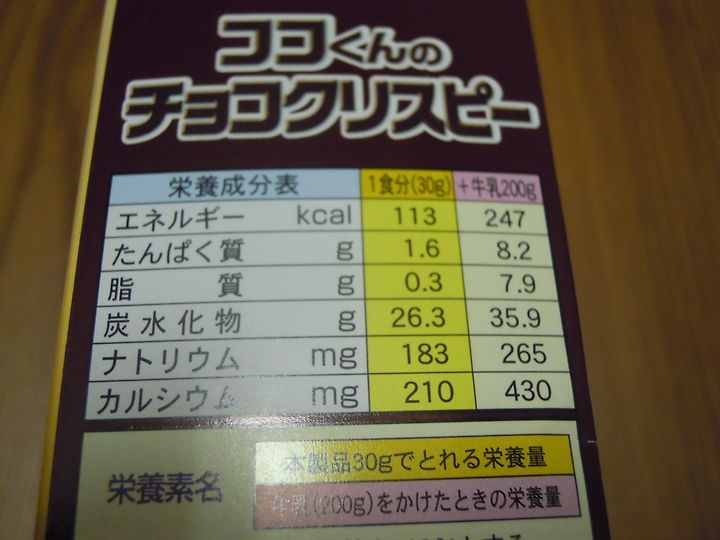 ココくんの
チョコクリスピー
栄養成分表 1食分(30g) +牛乳200g
エネルギー kcal 113 247
たんぱく質 g 1.6 8.2
脂質 g 0.3 7.9
炭水化物 g 26.3 35.9
ナトリウム mg 183 265
カルシウム mg 210 430
栄養素名
本製品30gでとれる栄養量
牛乳(200g)をかけたときの栄養量